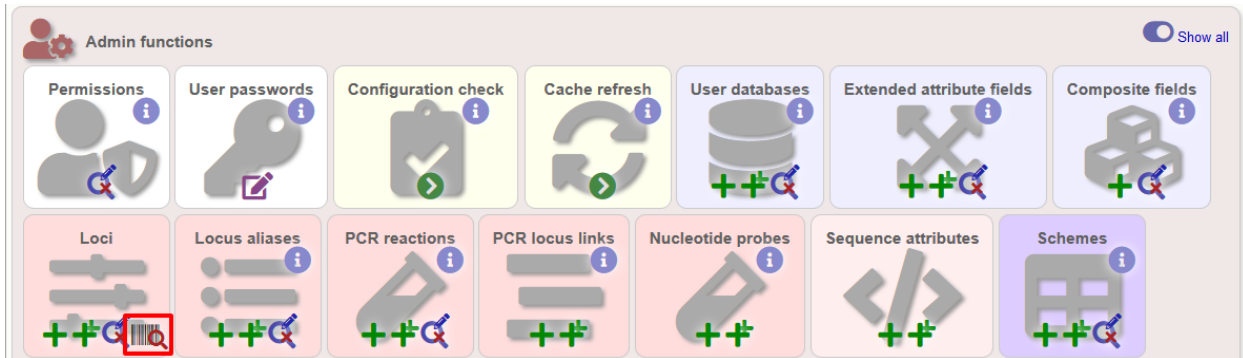 Admin functions
Show all
Permissions
User passwords
Configuration check
Cache refresh
User databases
Extended attribute fields
Composite fields
Loci
Locus aliases
PCR reactions
PCR locus links
Nucleotide probes
Sequence attributes
Schemes